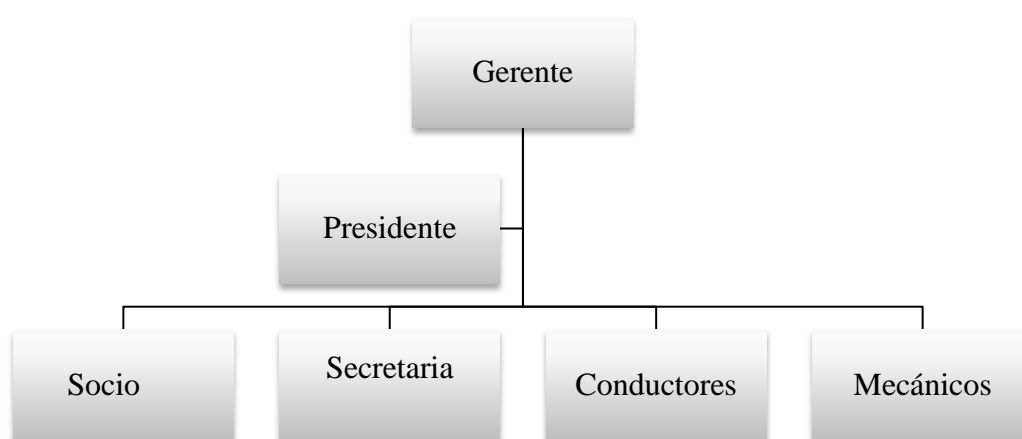 Gerente
Presidente
Socio
Secretaria
Conductores
Mecánicos